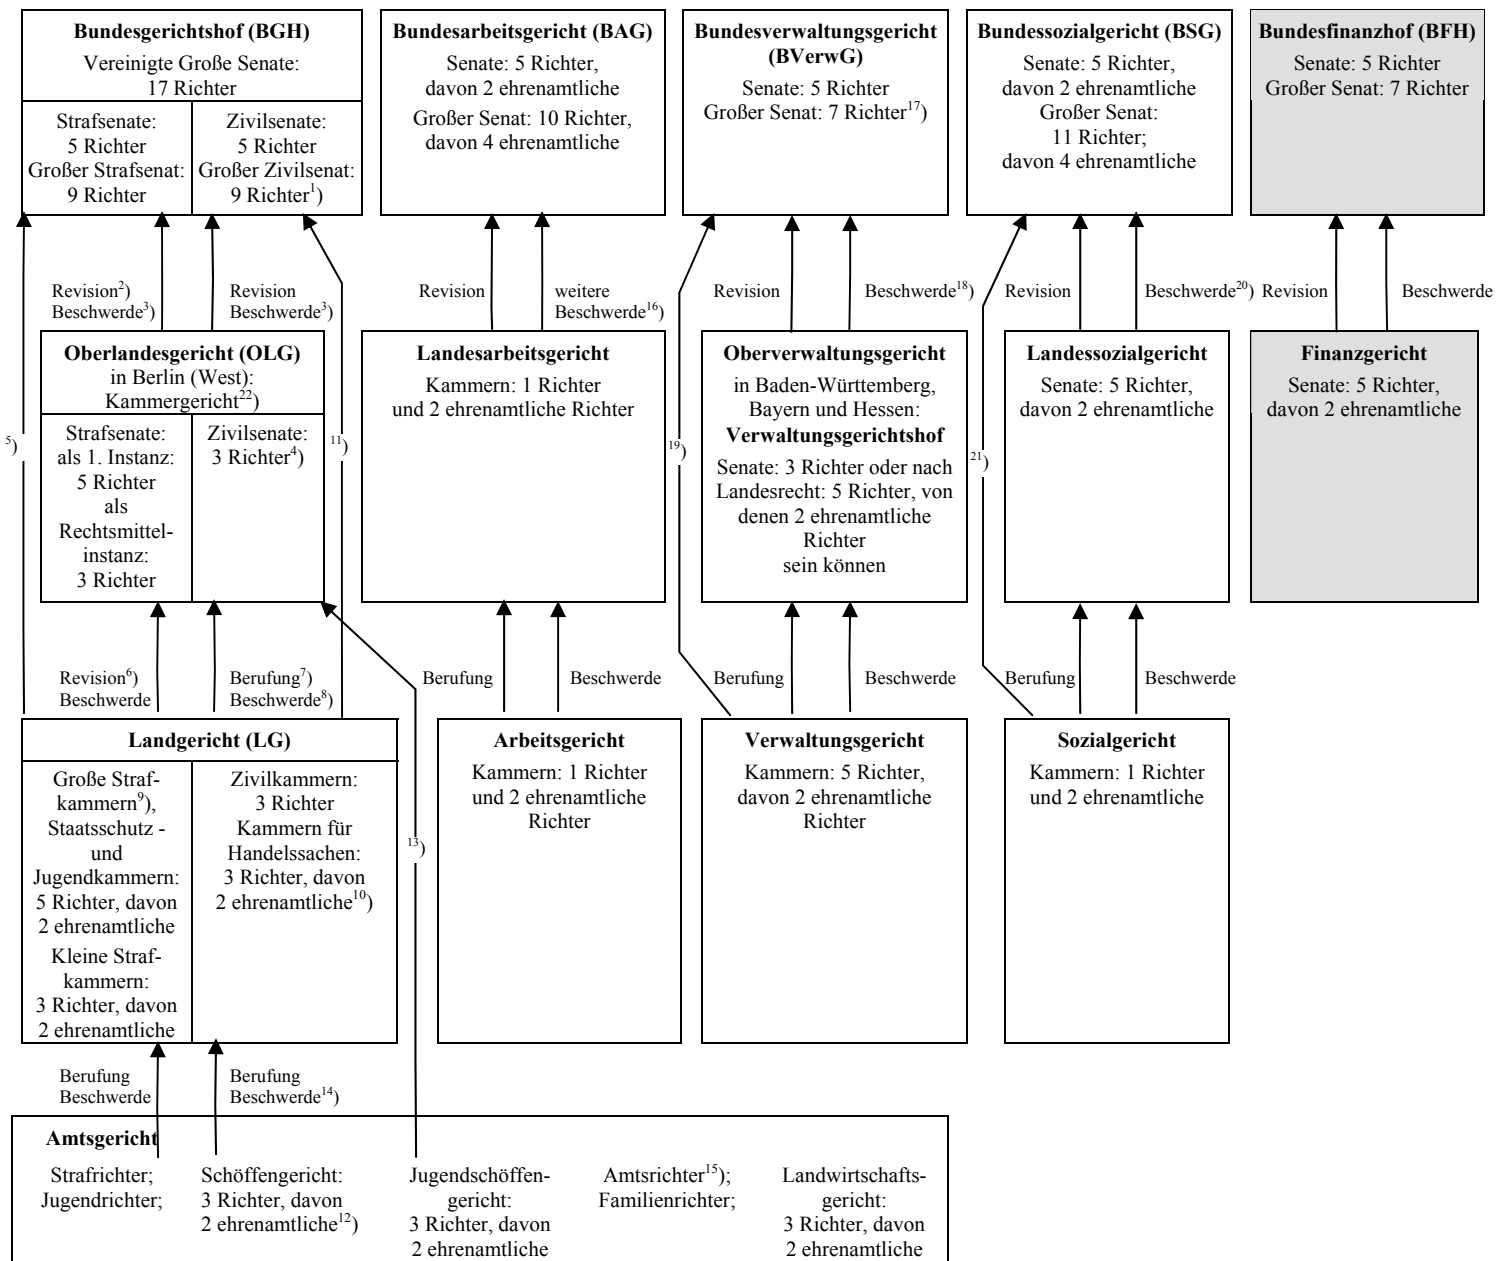 Bundesgerichtshof (BGH)
Vereinigte Große Senate:
17 Richter
Strafsenate:
5 Richter
Großer Strafsenat:
9 Richter
Zivilsenate:
5 Richter
Großer Zivilsenat:
9 Richter¹)
Bundesarbeitsgericht (BAG)
Senate: 5 Richter,
davon 2 ehrenamtliche
Großer Senat: 10 Richter,
davon 4 ehrenamtliche
Bundesverwaltungsgericht
(BVerwG)
Senate: 5 Richter
Großer Senat: 7 Richter¹⁷)
Bundessozialgericht (BSG)
Senate: 5 Richter,
davon 2 ehrenamtliche
Großer Senat:
11 Richter;
davon 4 ehrenamtliche
Bundesfinanzhof (BFH)
Senate: 5 Richter
Großer Senat: 7 Richter
Revision²)
Beschwerde³)
Revision
Beschwerde³)
Revision
weitere
Beschwerde¹⁶)
Revision
Beschwerde¹⁸)
Revision
Beschwerde²⁰)
Revision
Beschwerde
Oberlandesgericht (OLG)
in Berlin (West):
Kammergericht²²)
Strafsenate:
als 1. Instanz:
5 Richter
als
Rechtsmittel-
instanz:
3 Richter
Zivilsenate:
3 Richter⁴)
Landesarbeitsgericht
Kammern: 1 Richter
und 2 ehrenamtliche Richter
Oberverwaltungsgericht
in Baden-Württemberg,
Bayern und Hessen:
Verwaltungsgerichtshof
Senate: 3 Richter oder nach
Landesrecht: 5 Richter, von
denen 2 ehrenamtliche
Richter
sein können
Landessozialgericht
Senate: 5 Richter,
davon 2 ehrenamtliche
Finanzgericht
Senate: 5 Richter,
davon 2 ehrenamtliche
⁵)
¹¹)
¹⁹)
²¹)
Revision⁶)
Beschwerde
Berufung⁷)
Beschwerde⁸)
Berufung
Beschwerde
Berufung
Beschwerde
Berufung
Beschwerde
Landgericht (LG)
Große Straf-
kammern⁹),
Staatsschutz -
und
Jugendkammern:
5 Richter, davon
2 ehrenamtliche
Kleine Straf-
kammern:
3 Richter, davon
2 ehrenamtliche
Zivilkammern:
3 Richter
Kammern für
Handelssachen:
3 Richter, davon
2 ehrenamtliche¹⁰)
¹³)
Arbeitsgericht
Kammern: 1 Richter
und 2 ehrenamtliche
Richter
Verwaltungsgericht
Kammern: 5 Richter,
davon 2 ehrenamtliche
Richter
Sozialgericht
Kammern: 1 Richter
und 2 ehrenamtliche
Berufung
Beschwerde
Berufung
Beschwerde¹⁴)
Amtsgericht
Strafrichter;
Jugendrichter;
Schöffengericht:
3 Richter, davon
2 ehrenamtliche¹²)
Jugendschöffen-
gericht:
3 Richter, davon
2 ehrenamtliche
Amtsrichter¹⁵);
Familienrichter;
Landwirtschafts-
gericht:
3 Richter, davon
2 ehrenamtliche